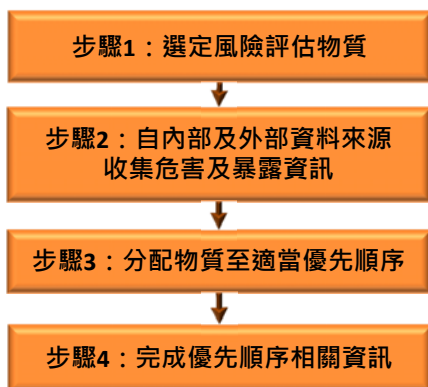 步驟1：選定風險評估物質
步驟2：自內部及外部資料來源
收集危害及暴露資訊
步驟3：分配物質至適當優先順序
步驟4：完成優先順序相關資訊